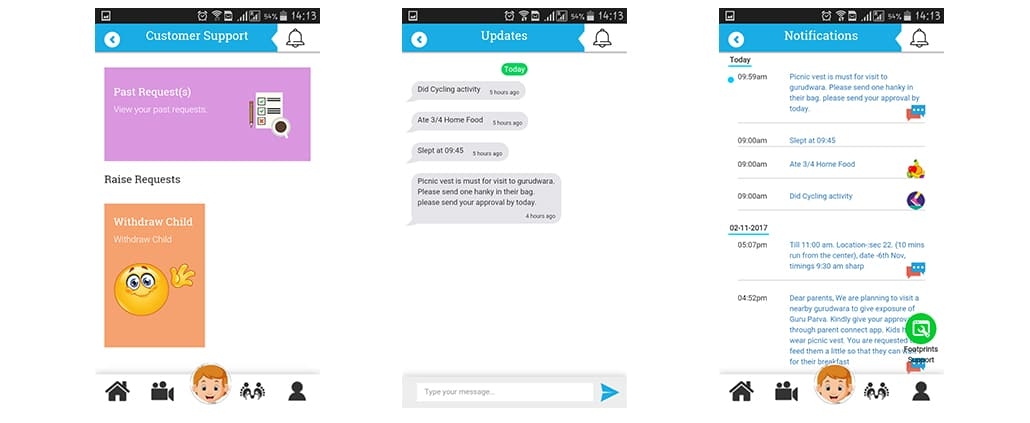 54% 14:13
Customer Support
Past Request(s)
View your past requests.
Raise Requests
Withdraw Child
Withdraw Child
54% 14:13
Updates
Today
Did Cycling activity 5 hours ago
Ate 3/4 Home Food 5 hours ago
Slept at 09:45 5 hours ago
Picnic vest is must for visit to gurudwara.
Please send one hanky in their bag.
please send your approval by today.
4 hours ago
Type your message...
54% 14:13
Notifications
Today
09:59am Picnic vest is must for visit to
gurudwara. Please send one hanky in
their bag. please send your approval by
today.
09:00am Slept at 09:45
09:00am Ate 3/4 Home Food
09:00am Did Cycling activity
02-11-2017
05:07pm Till 11:00 am. Location-:sec 22. (10 mins
run from the center), date -6th Nov,
timings 9:30 am sharp
04:52pm Dear parents, We are planning to visit a
nearby gurudwara to give exposure of
Guru Parva. Kindly give your
through parent connect app. Kids
wear picnic vest. You are requested
feed them a little so that they can
for their breakfast
Footprints
Support